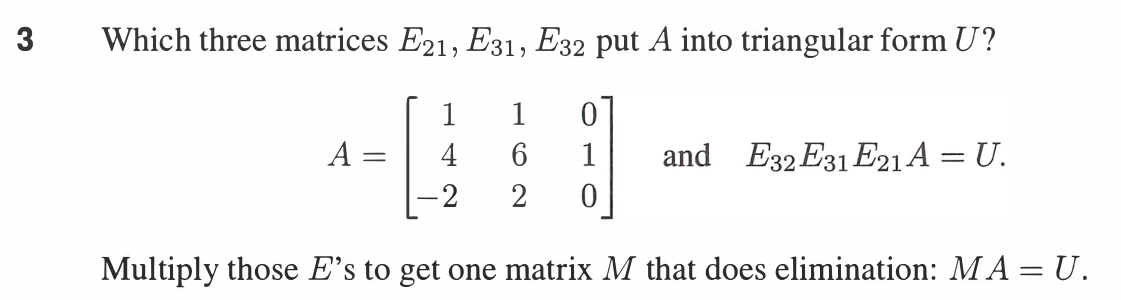 3 Which three matrices E₂₁, E₃₁, E₃₂ put A into triangular form U?
A = [ 1 1 0
4 6 1
−2 2 0 ] and E₃₂E₃₁E₂₁A = U.
Multiply those E's to get one matrix M that does elimination: MA = U.